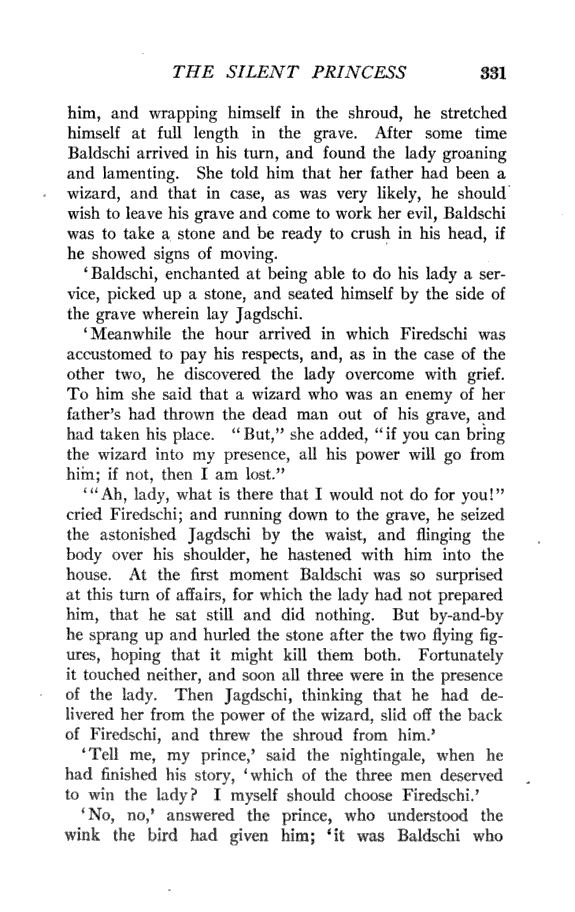 THE SILENT PRINCESS 331
him, and wrapping himself in the shroud, he stretched
himself at full length in the grave. After some time
Baldschi arrived in his turn, and found the lady groaning
and lamenting. She told him that her father had been a
wizard, and that in case, as was very likely, he should
wish to leave his grave and come to work her evil, Baldschi
was to take a stone and be ready to crush in his head, if
he showed signs of moving.
‘Baldschi, enchanted at being able to do his lady a ser-
vice, picked up a stone, and seated himself by the side of
the grave wherein lay Jagdschi.
‘Meanwhile the hour arrived in which Firedschi was
accustomed to pay his respects, and, as in the case of the
other two, he discovered the lady overcome with grief.
To him she said that a wizard who was an enemy of her
father’s had thrown the dead man out of his grave, and
had taken his place. “But,” she added, “if you can bring
the wizard into my presence, all his power will go from
him; if not, then I am lost.”
‘“Ah, lady, what is there that I would not do for you!”
cried Firedschi; and running down to the grave, he seized
the astonished Jagdschi by the waist, and flinging the
body over his shoulder, he hastened with him into the
house. At the first moment Baldschi was so surprised
at this turn of affairs, for which the lady had not prepared
him, that he sat still and did nothing. But by-and-by
he sprang up and hurled the stone after the two flying fig-
ures, hoping that it might kill them both. Fortunately
it touched neither, and soon all three were in the presence
of the lady. Then Jagdschi, thinking that he had de-
livered her from the power of the wizard, slid off the back
of Firedschi, and threw the shroud from him.’
‘Tell me, my prince,’ said the nightingale, when he
had finished his story, ‘which of the three men deserved
to win the lady? I myself should choose Firedschi.’
‘No, no,’ answered the prince, who understood the
wink the bird had given him; ‘it was Baldschi who